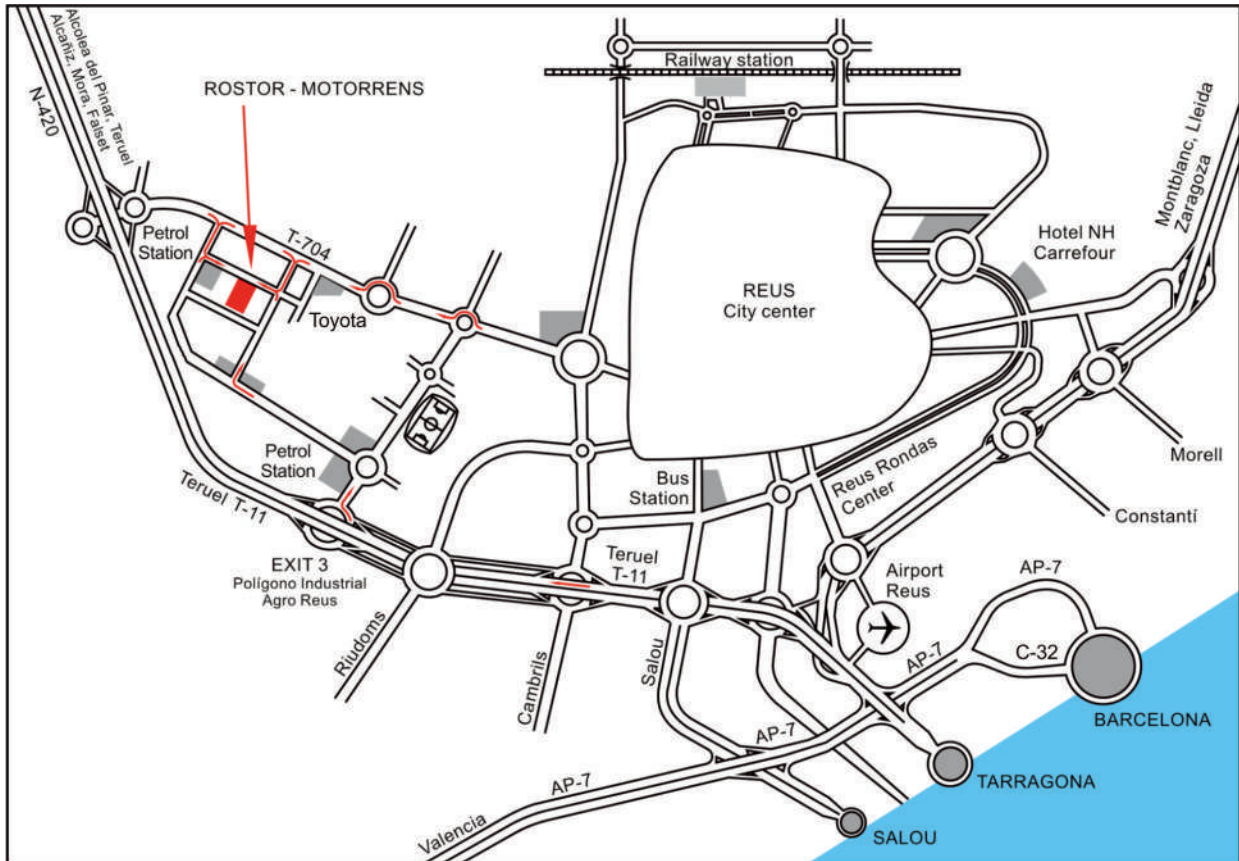 Alcolea del Pinar, Teruel
Alcañiz, Mora, Falset
N-420
ROSTOR - MOTORRENS
Railway station
Montblanc, Lleida
Zaragoza
Petrol
Station
T-704
Toyota
Hotel NH
Carrefour
REUS
City center
Petrol
Station
Bus
Station
Reus Rondas
Center
Morell
Constantí
Teruel T-11
EXIT 3
Polígono Industrial
Agro Reus
Teruel
T-11
Airport
Reus
AP-7
C-32
AP-7
Riudoms
Cambrils
Salou
BARCELONA
AP-7
AP-7
TARRAGONA
Valencia
SALOU